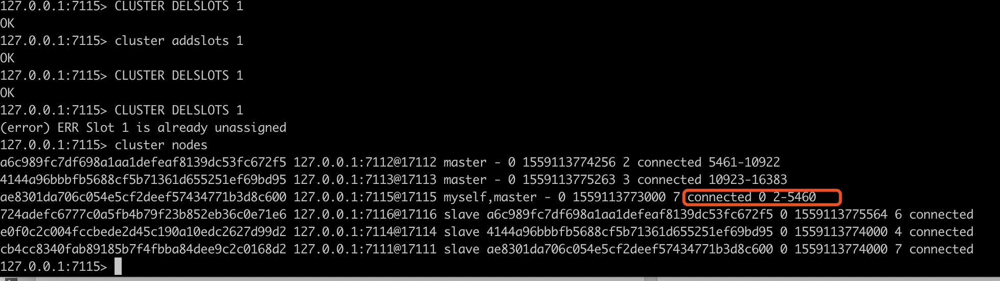 127.0.0.1:7115> CLUSTER DELSLOTS 1
OK
127.0.0.1:7115> cluster addslots 1
OK
127.0.0.1:7115> CLUSTER DELSLOTS 1
OK
127.0.0.1:7115> CLUSTER DELSLOTS 1
(error) ERR Slot 1 is already unassigned
127.0.0.1:7115> cluster nodes
a6c989fc7df698a1aa1defeaf8139dc53fc672f5 127.0.0.1:7112@17112 master - 0 1559113774256 2 connected 5461-10922
4144a96bbbfb5688cf5b71361d655251ef69bd95 127.0.0.1:7113@17113 master - 0 1559113775263 3 connected 10923-16383
ae8301da706c054e5cf2deef57434771b3d8c600 127.0.0.1:7115@17115 myself,master - 0 1559113773000 7 connected 0 2-5460
724adefc6777c0a5fb4b79f23b852eb36c0e71e6 127.0.0.1:7116@17116 slave a6c989fc7df698a1aa1defeaf8139dc53fc672f5 0 1559113775564 6 connected
e0f0c2c004fccbede2d45c190a10edc2627d99d2 127.0.0.1:7114@17114 slave 4144a96bbbfb5688cf5b71361d655251ef69bd95 0 1559113774000 4 connected
cb4cc8340fab89185b7f4fbba84dee9c2c0168d2 127.0.0.1:7111@17111 slave ae8301da706c054e5cf2deef57434771b3d8c600 0 1559113774000 7 connected
127.0.0.1:7115>